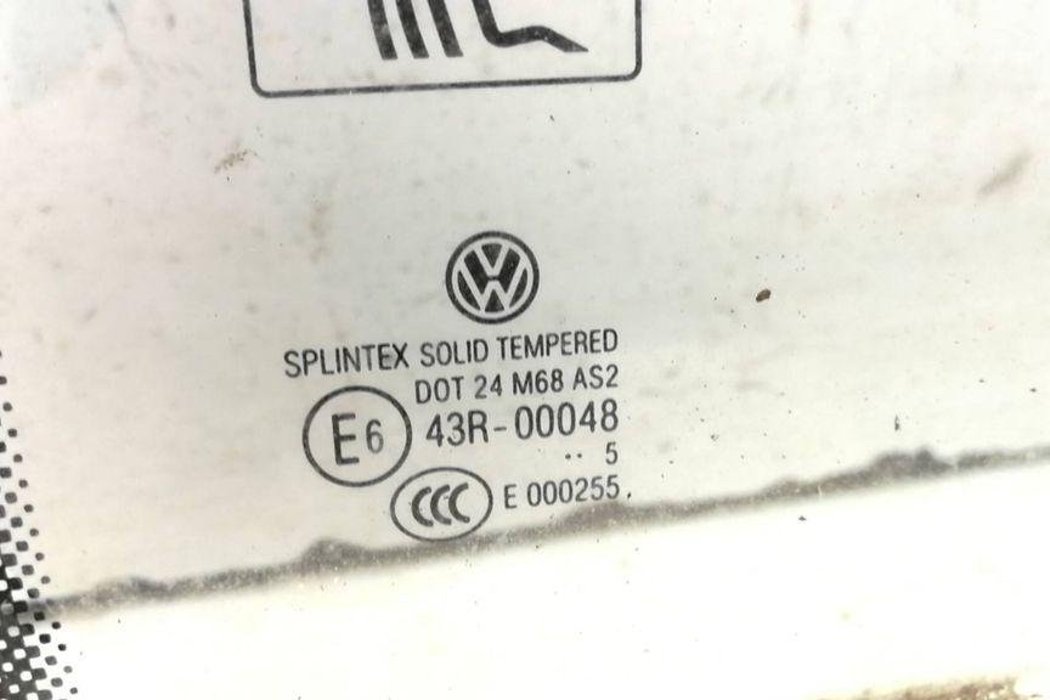 SPLINTEX SOLID TEMPERED
DOT 24 M68 AS2
E6 43R-00048
·· 5
CCC E 000255.